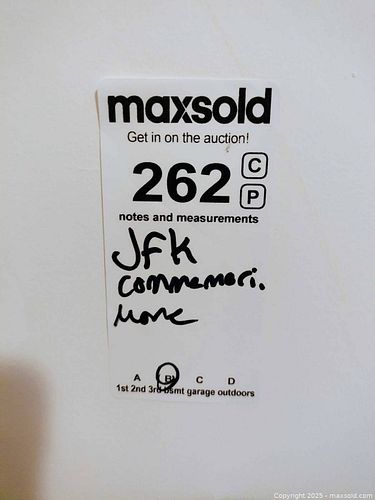 maxsold
Get in on the auction!
262 C
P
notes and measurements
JFK
commemori.
more
A (B) C D
1st 2nd 3rd bsmt garage outdoors
Copyright 2025 - maxsold.com